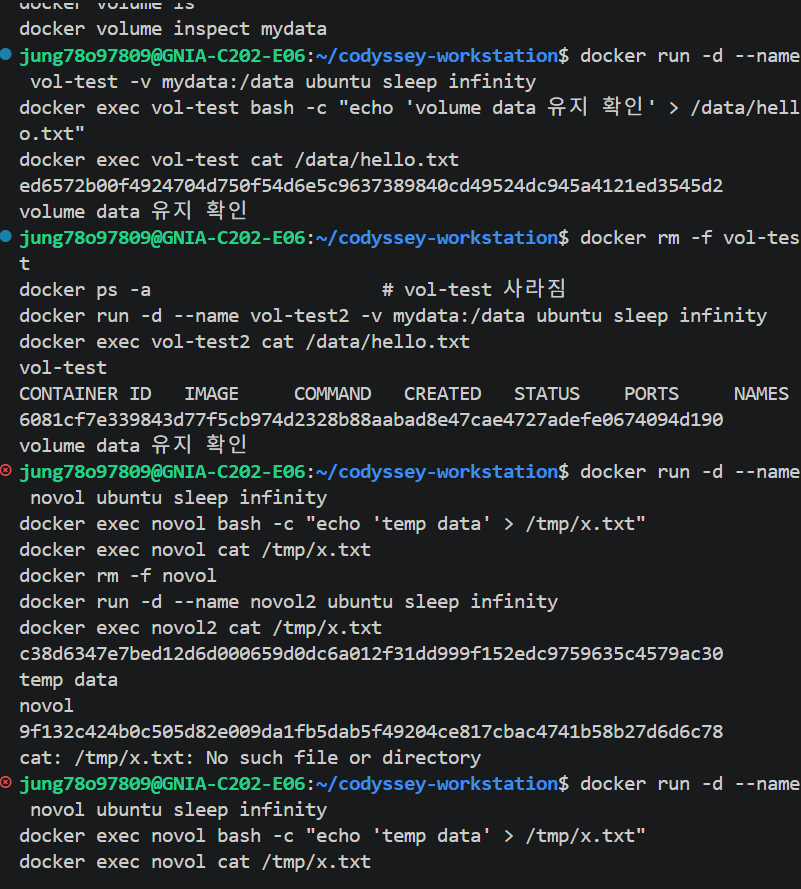 docker volume ls
docker volume inspect mydata
jung78o97809@GNIA-C202-E06:~/codyssey-workstation$ docker run -d --name
 vol-test -v mydata:/data ubuntu sleep infinity
docker exec vol-test bash -c "echo 'volume data 유지 확인' > /data/hell
o.txt"
docker exec vol-test cat /data/hello.txt
ed6572b00f4924704d750f54d6e5c9637389840cd49524dc945a4121ed3545d2
volume data 유지 확인
jung78o97809@GNIA-C202-E06:~/codyssey-workstation$ docker rm -f vol-tes
t
docker ps -a                   # vol-test 사라짐
docker run -d --name vol-test2 -v mydata:/data ubuntu sleep infinity
docker exec vol-test2 cat /data/hello.txt
vol-test
CONTAINER ID   IMAGE     COMMAND   CREATED   STATUS    PORTS     NAMES
6081cf7e339843d77f5cb974d2328b88aabad8e47cae4727adefe0674094d190
volume data 유지 확인
jung78o97809@GNIA-C202-E06:~/codyssey-workstation$ docker run -d --name
 novol ubuntu sleep infinity
docker exec novol bash -c "echo 'temp data' > /tmp/x.txt"
docker exec novol cat /tmp/x.txt
docker rm -f novol
docker run -d --name novol2 ubuntu sleep infinity
docker exec novol2 cat /tmp/x.txt
c38d6347e7bed12d6d000659d0dc6a012f31dd999f152edc9759635c4579ac30
temp data
novol
9f132c424b0c505d82e009da1fb5dab5f49204ce817cbac4741b58b27d6d6c78
cat: /tmp/x.txt: No such file or directory
jung78o97809@GNIA-C202-E06:~/codyssey-workstation$ docker run -d --name
 novol ubuntu sleep infinity
docker exec novol bash -c "echo 'temp data' > /tmp/x.txt"
docker exec novol cat /tmp/x.txt